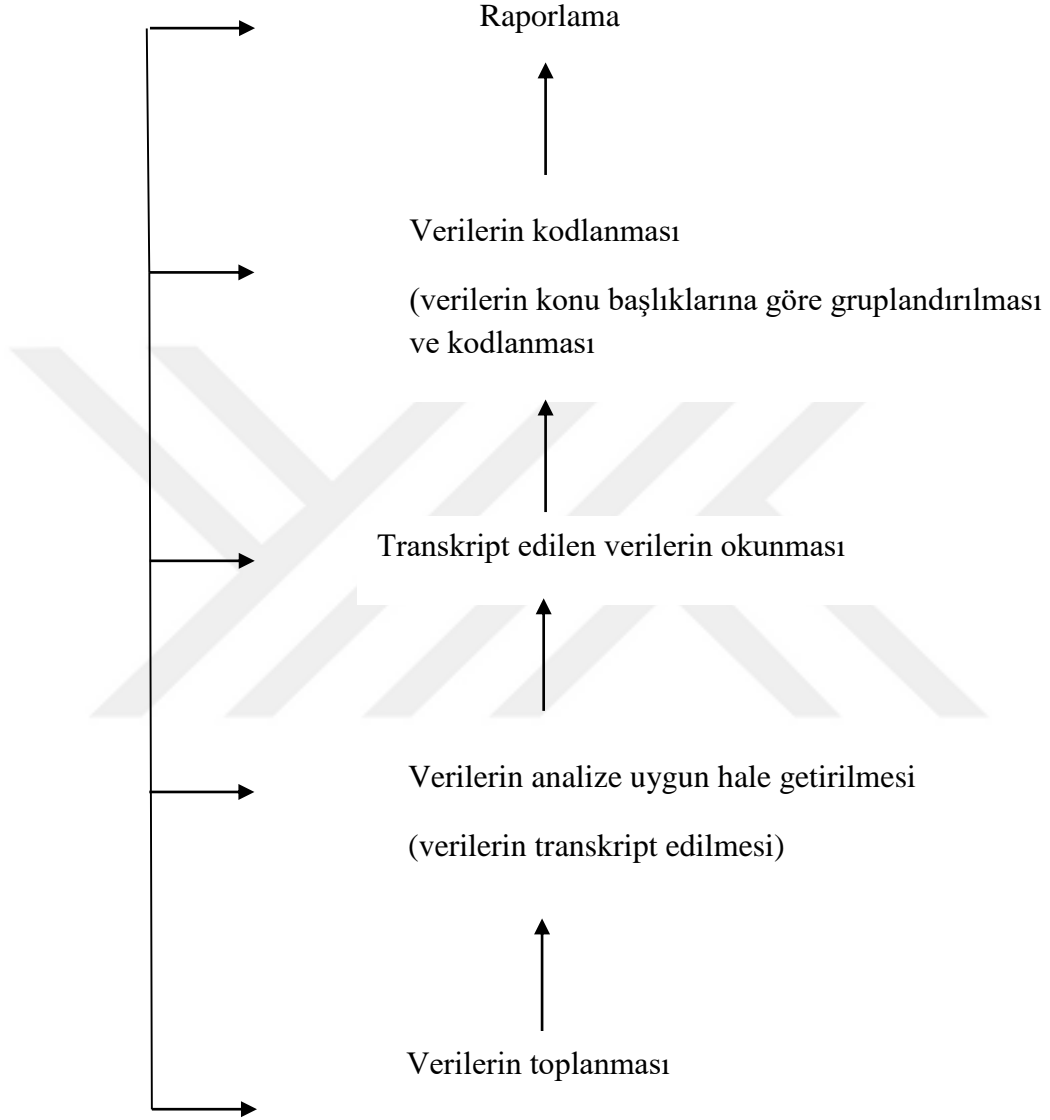 Raporlama
Verilerin kodlanması
(verilerin konu başlıklarına göre gruplandırılması
ve kodlanması
Transkript edilen verilerin okunması
Verilerin analize uygun hale getirilmesi
(verilerin transkript edilmesi)
Verilerin toplanması